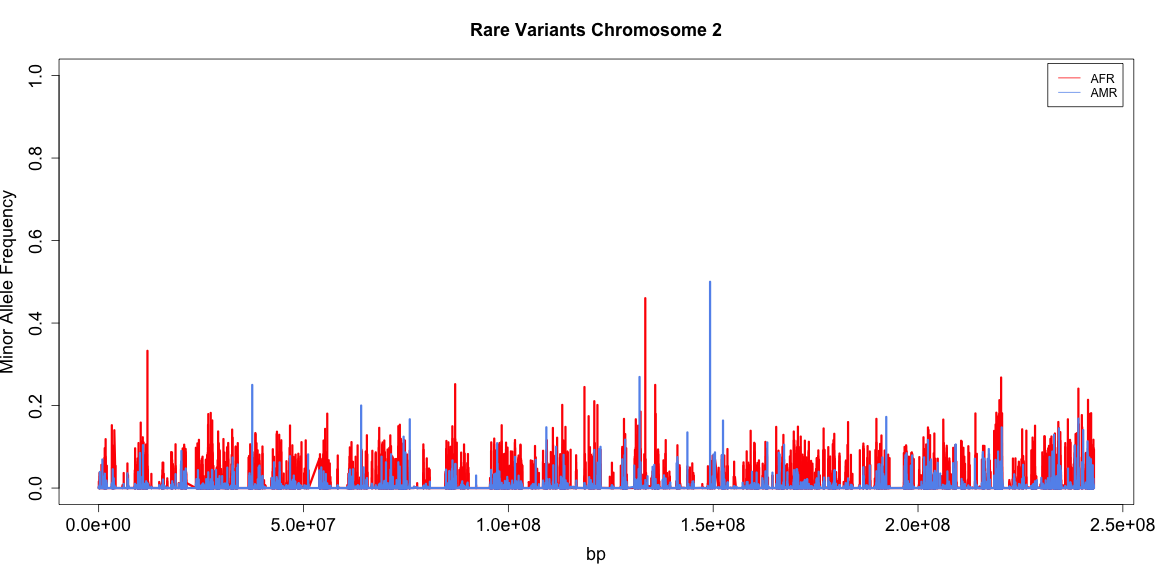 Rare Variants Chromosome 2
AFR
AMR
Minor Allele Frequency
1.0
0.8
0.6
0.4
0.2
0.0
0.0e+00 5.0e+07 1.0e+08 1.5e+08 2.0e+08 2.5e+08
bp